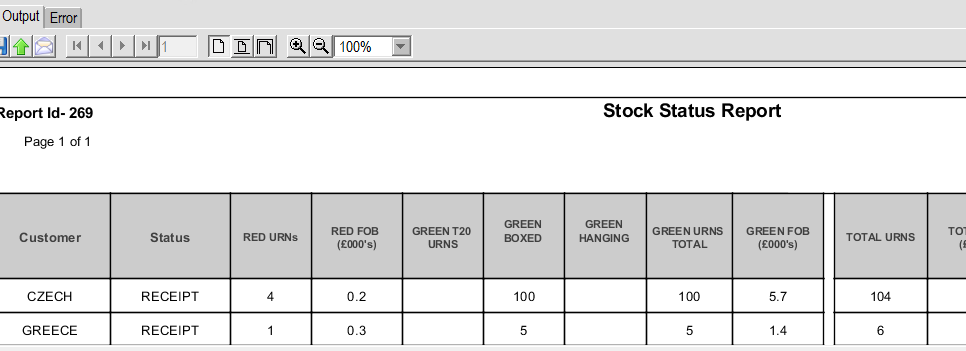 Output Error
1 100%
Report Id- 269 Stock Status Report
Page 1 of 1
Customer Status RED URNs RED FOB (£000's) GREEN T20 URNS GREEN BOXED GREEN HANGING GREEN URNS TOTAL GREEN FOB (£000's) TOTAL URNS
CZECH RECEIPT 4 0.2 100 100 5.7 104
GREECE RECEIPT 1 0.3 5 5 1.4 6